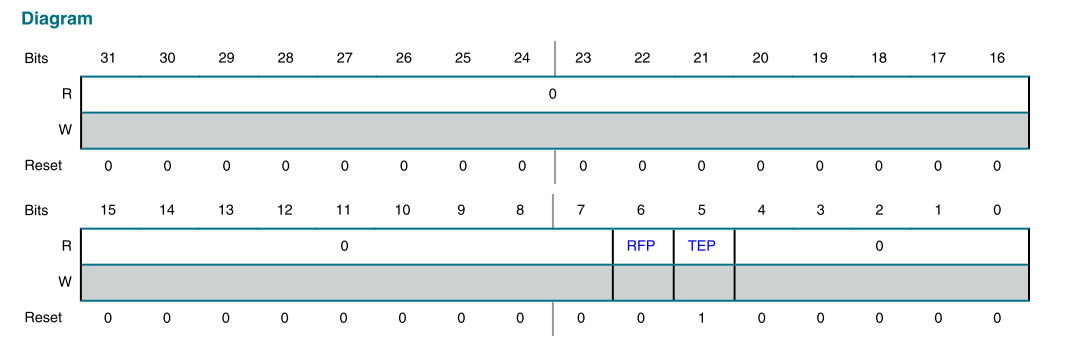 Diagram
Bits 31 30 29 28 27 26 25 24 23 22 21 20 19 18 17 16
R 0
W
Reset 0 0 0 0 0 0 0 0 0 0 0 0 0 0 0 0
Bits 15 14 13 12 11 10 9 8 7 6 5 4 3 2 1 0
R 0 RFP TEP 0
W
Reset 0 0 0 0 0 0 0 0 0 0 1 0 0 0 0 0